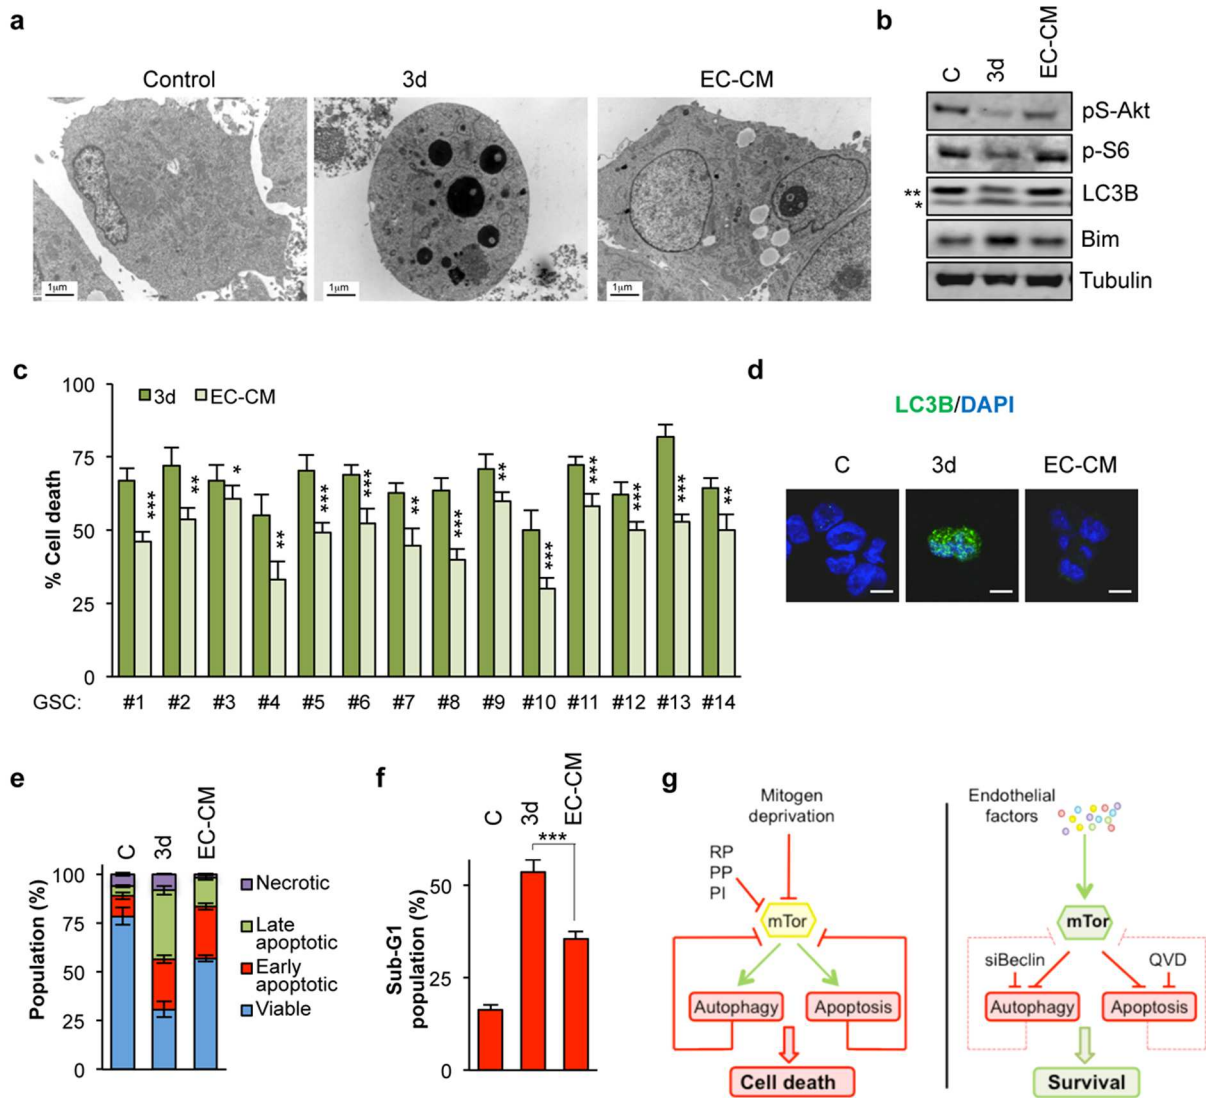 a
Control
3d
EC-CM
1µm
1µm
1µm
b
C
3d
EC-CM
pS-Akt
p-S6
**
*
LC3B
Bim
Tubulin
c
% Cell death
100
75
50
25
0
3d
EC-CM
***
**
*
**
***
***
**
***
**
***
***
***
***
**
GSC: #1 #2 #3 #4 #5 #6 #7 #8 #9 #10 #11 #12 #13 #14
d
LC3B/DAPI
C
3d
EC-CM
e
C
3d
EC-CM
Population (%)
100
75
50
25
0
Necrotic
Late
apoptotic
Early
apoptotic
Viable
f
C
3d
EC-CM
***
Sub-G1
population (%)
50
25
0
g
Mitogen
deprivation
RP
PP
PI
mTor
Autophagy
Apoptosis
Cell death
Endothelial
factors
mTor
siBeclin
QVD
Autophagy
Apoptosis
Survival